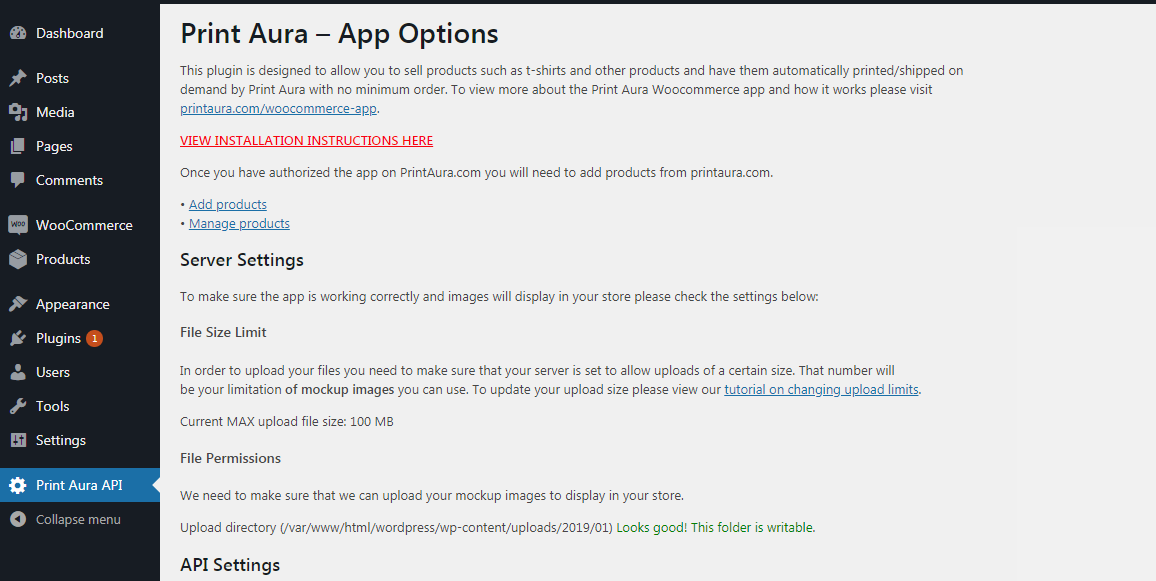 Dashboard
Posts
Media
Pages
Comments
WOO WooCommerce
Products
Appearance
Plugins 1
Users
Tools
Settings
Print Aura API
Collapse menu
Print Aura – App Options
This plugin is designed to allow you to sell products such as t-shirts and other products and have them automatically printed/shipped on
demand by Print Aura with no minimum order. To view more about the Print Aura Woocommerce app and how it works please visit
printaura.com/woocommerce-app.
VIEW INSTALLATION INSTRUCTIONS HERE
Once you have authorized the app on PrintAura.com you will need to add products from printaura.com.
• Add products
• Manage products
Server Settings
To make sure the app is working correctly and images will display in your store please check the settings below:
File Size Limit
In order to upload your files you need to make sure that your server is set to allow uploads of a certain size. That number will
be your limitation of mockup images you can use. To update your upload size please view our tutorial on changing upload limits.
Current MAX upload file size: 100 MB
File Permissions
We need to make sure that we can upload your mockup images to display in your store.
Upload directory (/var/www/html/wordpress/wp-content/uploads/2019/01) Looks good! This folder is writable.
API Settings